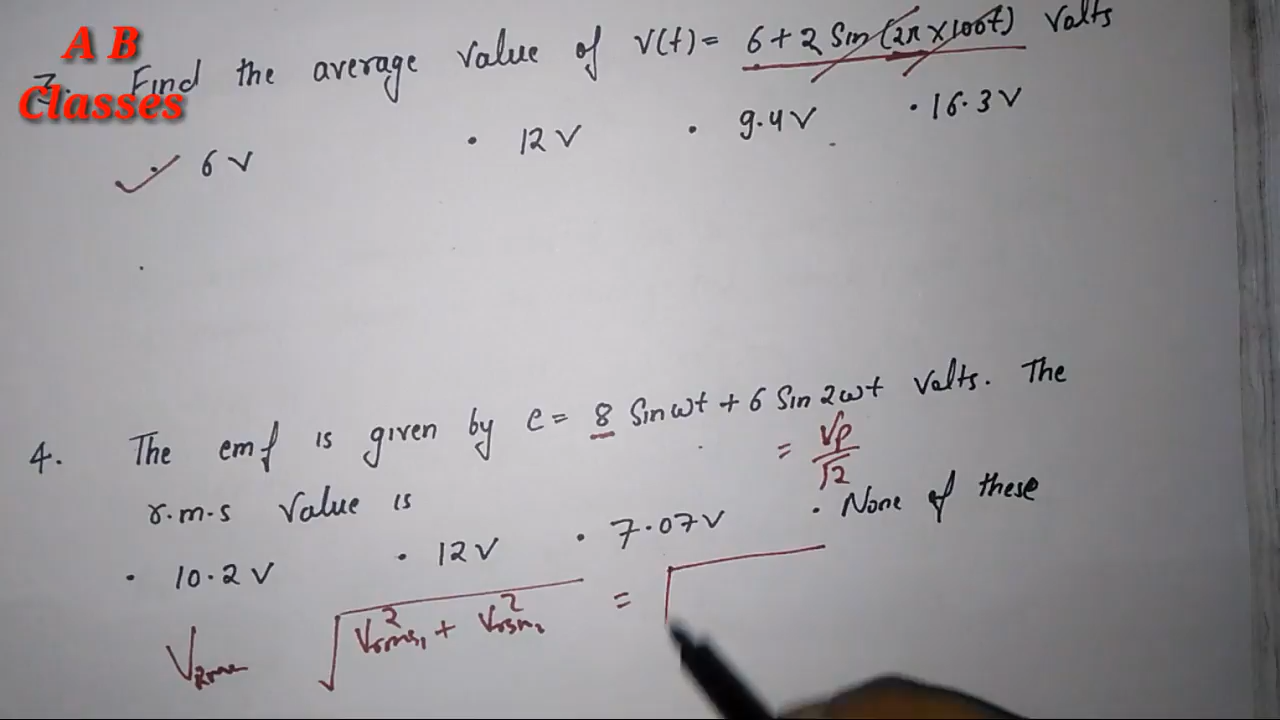 A B
Classes
3. Find the average value of V(t) = 6 + 2 Sin (2π × 100t) Volts
• 6 V • 12 V • 9.4 V • 16.3 V
4. The emf is given by e = 8 Sin ωt + 6 Sin 2ωt Volts. The
= Vp/√2
r.m.s value is
• 10.2 V • 12 V • 7.07 V • None of these
√Vrms₁² + =